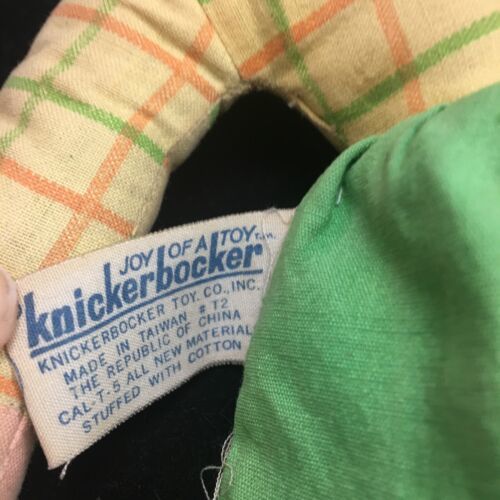 JOY OF A TOY T.M.
knickerbocker
KNICKERBOCKER TOY. CO., INC.
MADE IN TAIWAN # T2
THE REPUBLIC OF CHINA
CAL-T-5 ALL NEW MATERIAL
STUFFED WITH COTTON